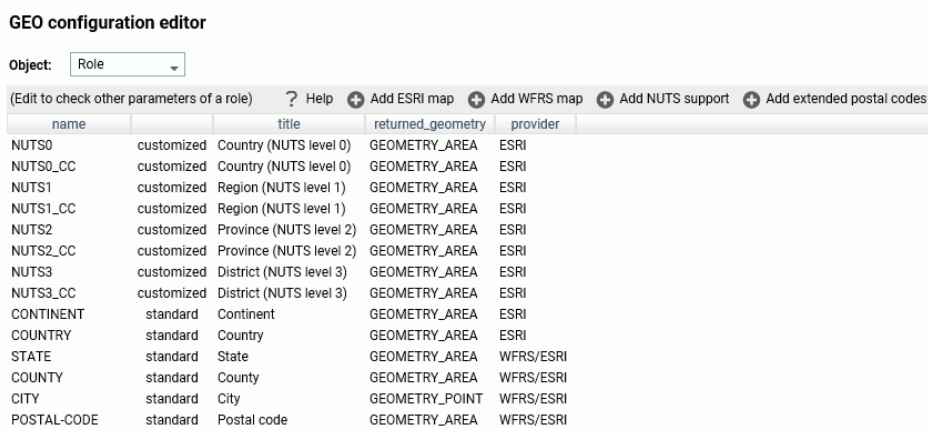 GEO configuration editor
Object: Role
(Edit to check other parameters of a role) ? Help Add ESRI map Add WFRS map Add NUTS support Add extended postal codes
name title returned_geometry provider
NUTS0 customized Country (NUTS level 0) GEOMETRY_AREA ESRI
NUTS0_CC customized Country (NUTS level 0) GEOMETRY_AREA ESRI
NUTS1 customized Region (NUTS level 1) GEOMETRY_AREA ESRI
NUTS1_CC customized Region (NUTS level 1) GEOMETRY_AREA ESRI
NUTS2 customized Province (NUTS level 2) GEOMETRY_AREA ESRI
NUTS2_CC customized Province (NUTS level 2) GEOMETRY_AREA ESRI
NUTS3 customized District (NUTS level 3) GEOMETRY_AREA ESRI
NUTS3_CC customized District (NUTS level 3) GEOMETRY_AREA ESRI
CONTINENT standard Continent GEOMETRY_AREA ESRI
COUNTRY standard Country GEOMETRY_AREA ESRI
STATE standard State GEOMETRY_AREA WFRS/ESRI
COUNTY standard County GEOMETRY_AREA WFRS/ESRI
CITY standard City GEOMETRY_POINT WFRS/ESRI
POSTAL-CODE standard Postal code GEOMETRY_AREA WFRS/ESRI